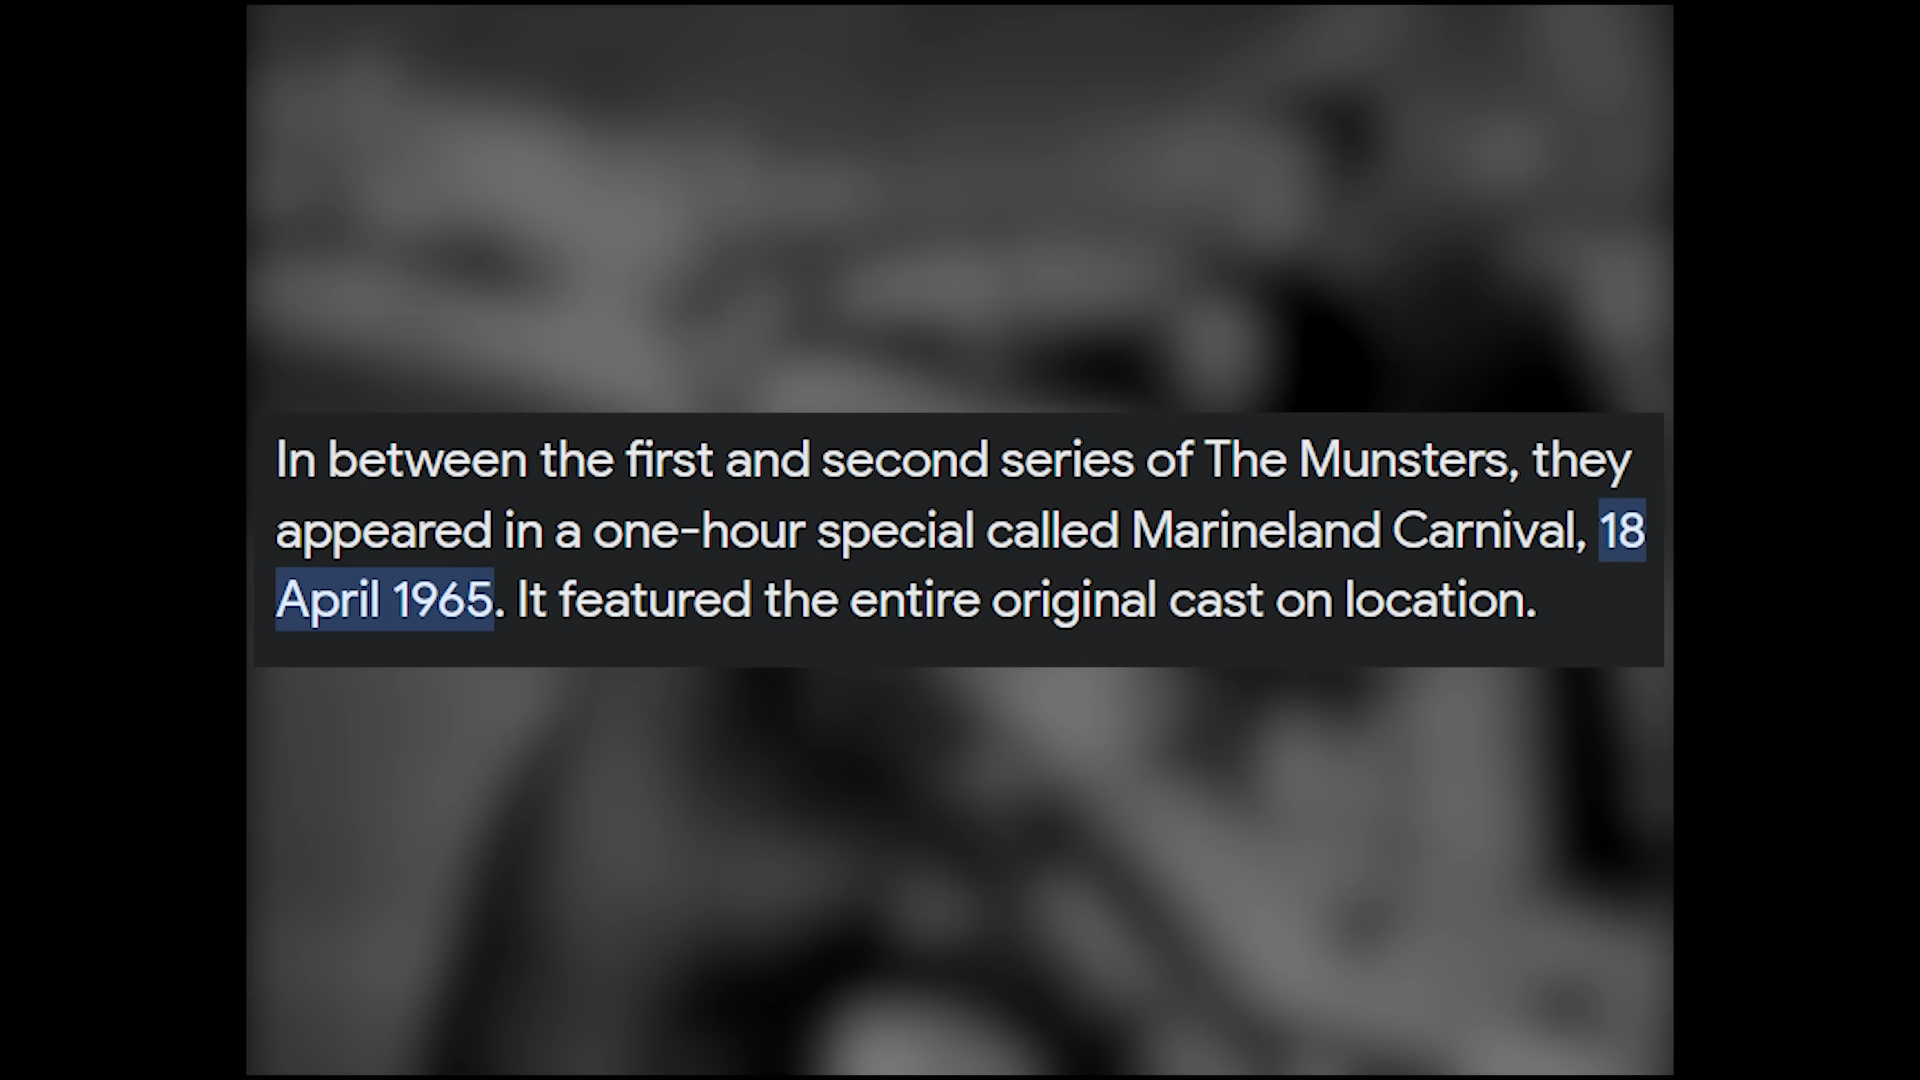 In between the first and second series of The Munsters, they
appeared in a one-hour special called Marineland Carnival, 18
April 1965. It featured the entire original cast on location.